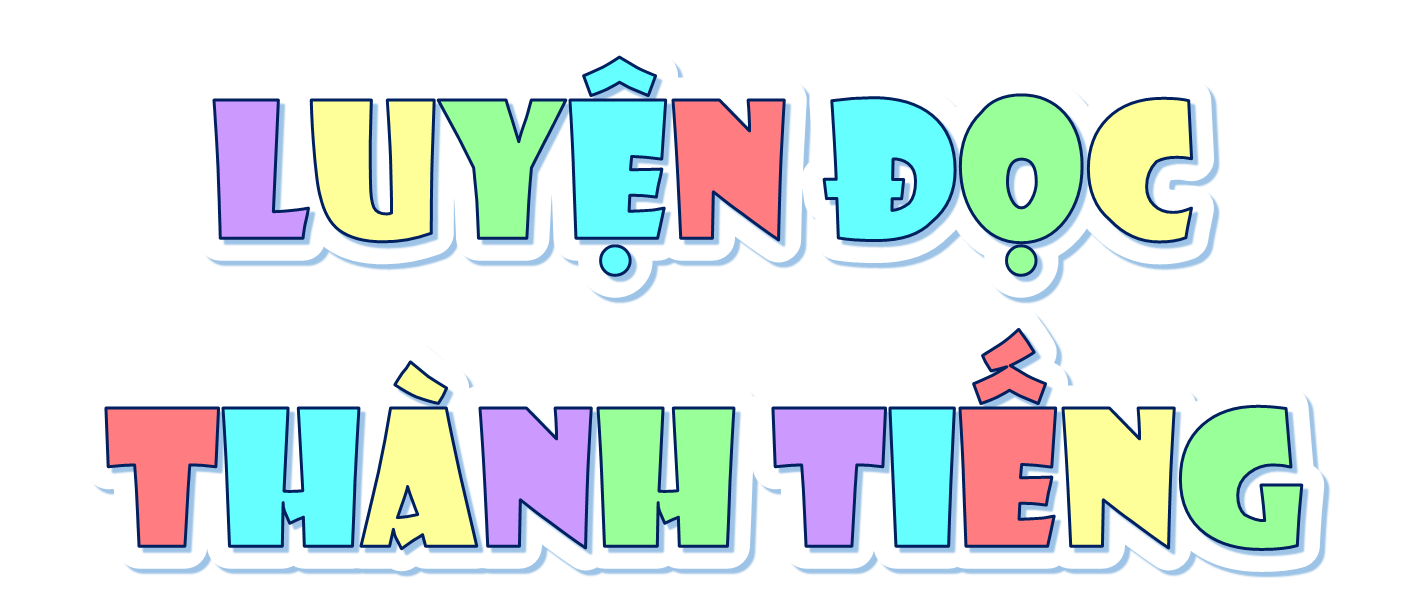 LUYỆN ĐỌC
THÀNH TIẾNG